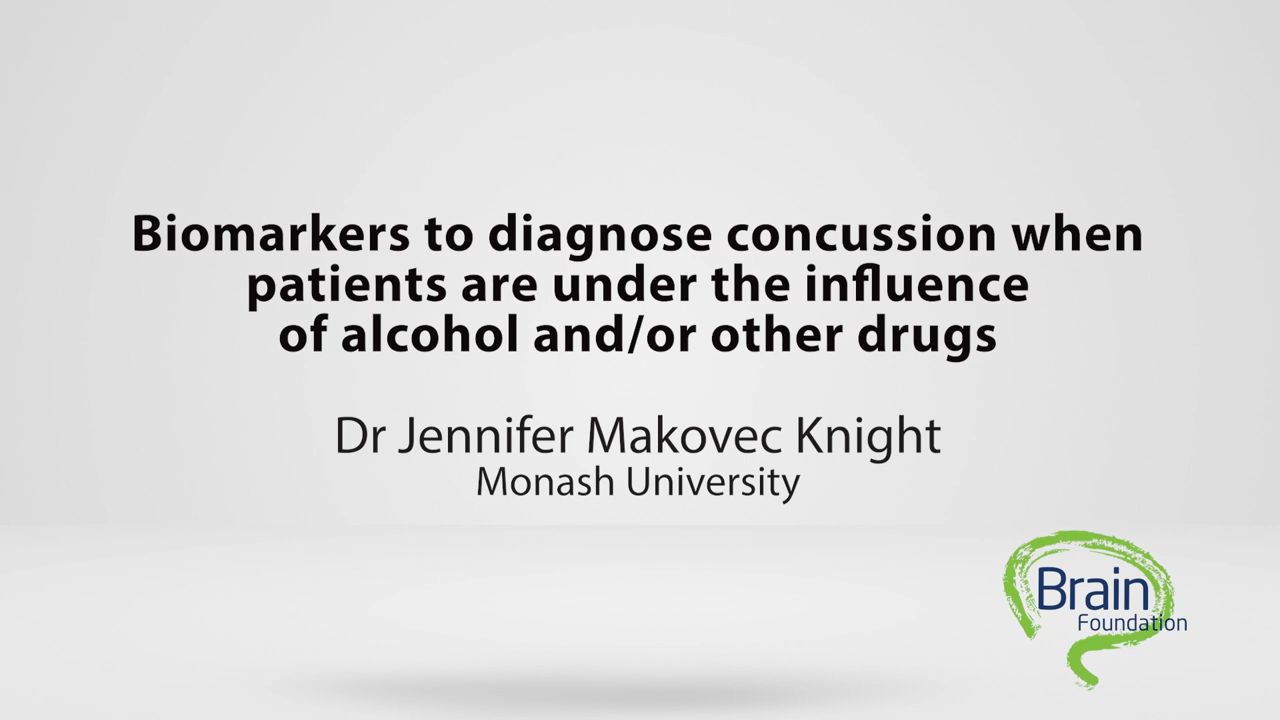 Biomarkers to diagnose concussion when
patients are under the influence
of alcohol and/or other drugs
Dr Jennifer Makovec Knight
Monash University
Brain
Foundation